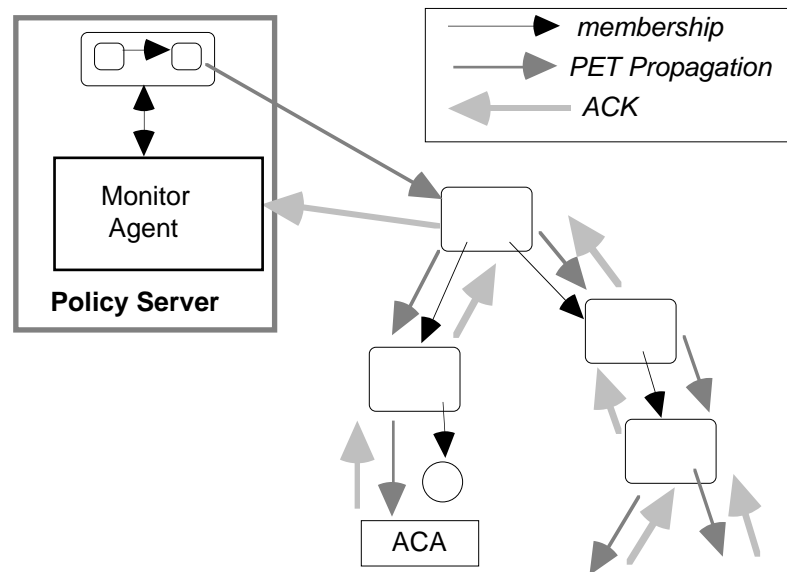 membership
PET Propagation
ACK
Monitor
Agent
Policy Server
ACA